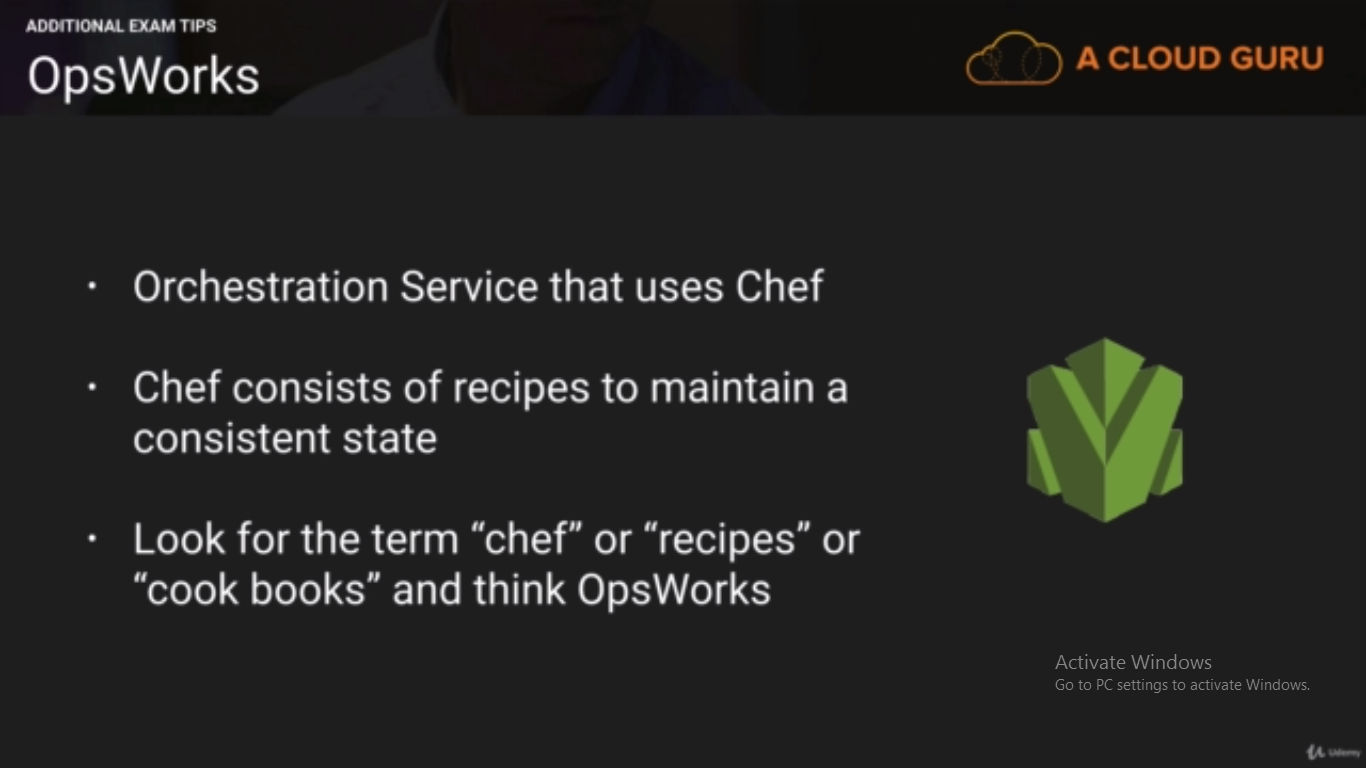 ADDITIONAL EXAM TIPS
OpsWorks
A CLOUD GURU
· Orchestration Service that uses Chef
· Chef consists of recipes to maintain a
consistent state
· Look for the term “chef” or “recipes” or
“cook books” and think OpsWorks
Activate Windows
Go to PC settings to activate Windows.
Udemy